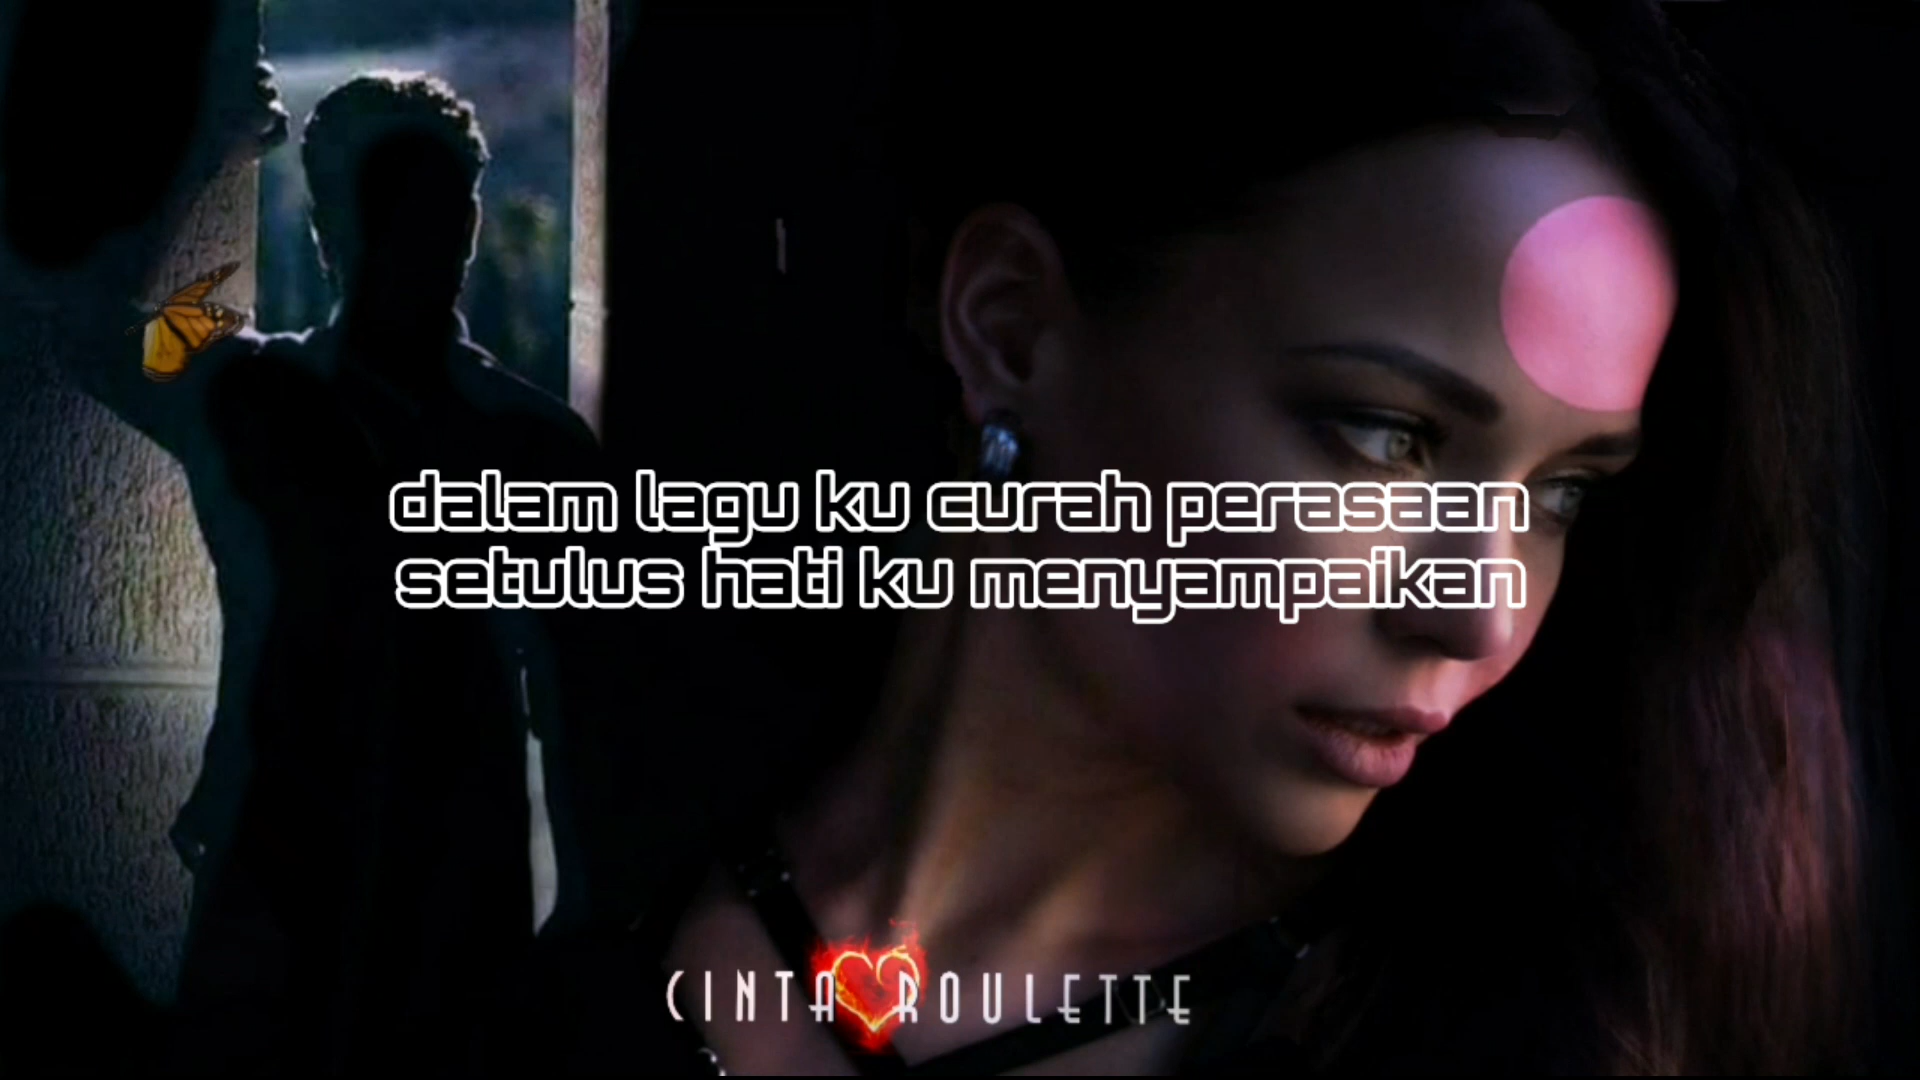 dalam lagu ku curah perasaan
setulus hati ku menyampaikan
CINTA ROULETTE